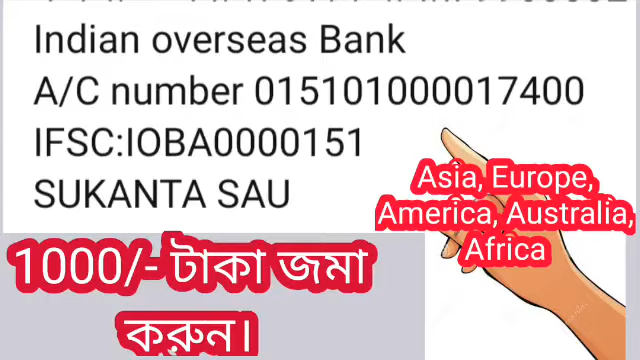 Indian overseas Bank
A/C number 015101000017400
IFSC:IOBA0000151
SUKANTA SAU
Asia, Europe,
America, Australia,
Africa
1000/- টাকা জমা
করুন।